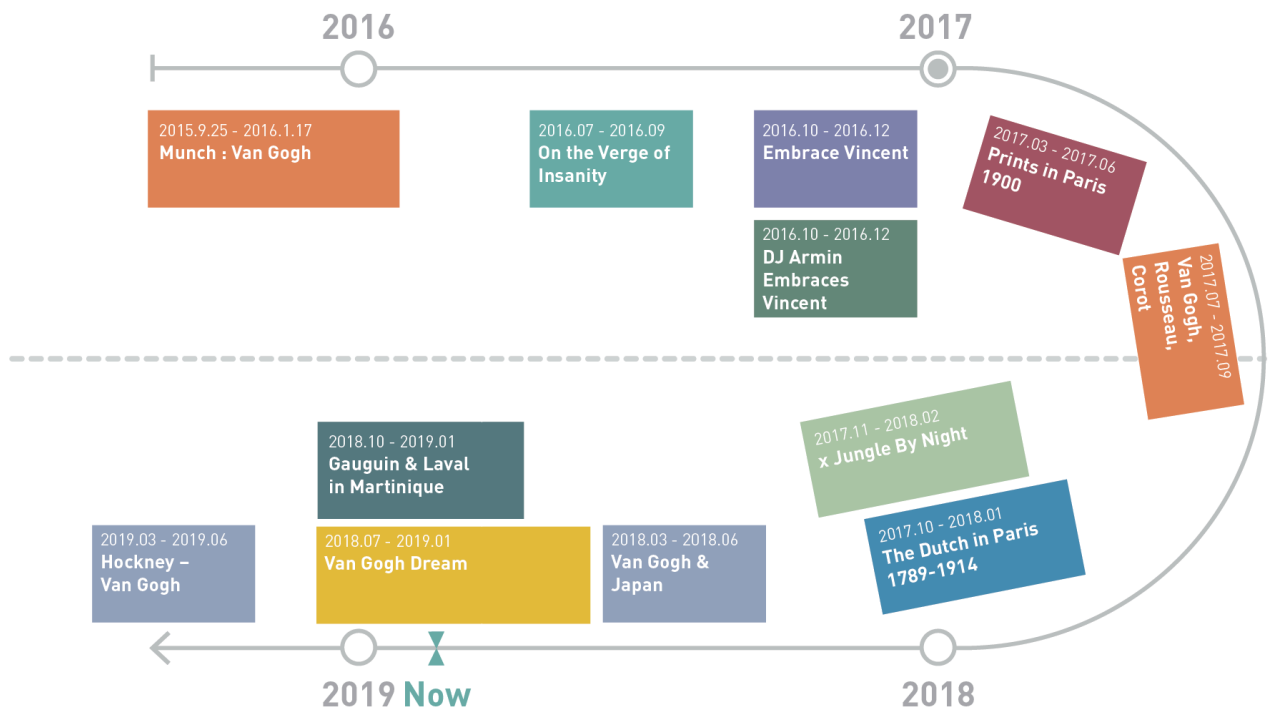 2016
2017
2015.9.25 - 2016.1.17
Munch : Van Gogh
2016.07 - 2016.09
On the Verge of
Insanity
2016.10 - 2016.12
Embrace Vincent
2016.10 - 2016.12
DJ Armin
Embraces
Vincent
2017.03 - 2017.06
Prints in Paris
1900
2017.07 - 2017.09
Van Gogh,
Rousseau,
Corot
2017.11 - 2018.02
x Jungle By Night
2017.10 - 2018.01
The Dutch in Paris
1789-1914
2018.03 - 2018.06
Van Gogh &
Japan
2018.10 - 2019.01
Gauguin & Laval
in Martinique
2018.07 - 2019.01
Van Gogh Dream
2019.03 - 2019.06
Hockney –
Van Gogh
2019 Now
2018